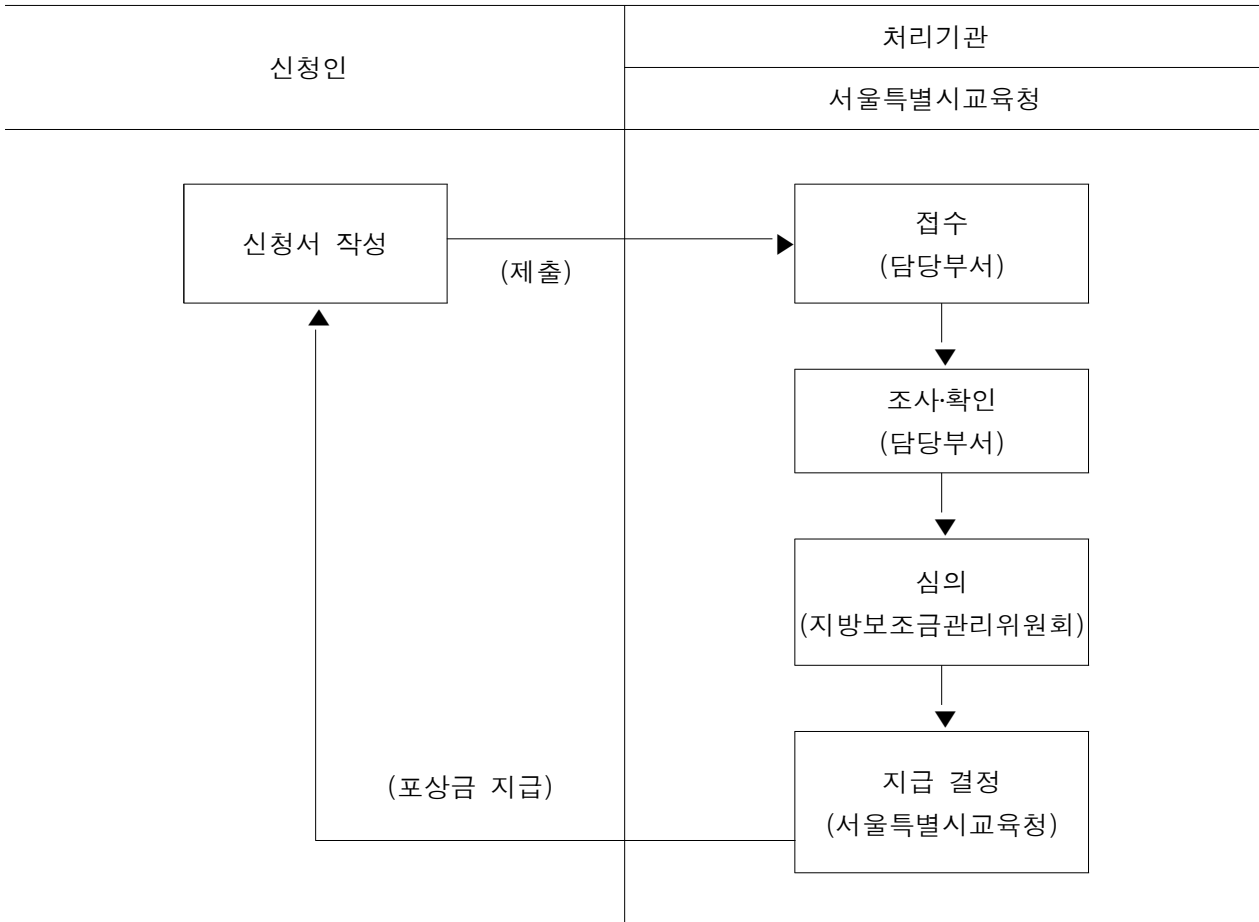 신청인
처리기관
서울특별시교육청
신청서 작성
(제출)
접수
(담당부서)
조사·확인
(담당부서)
심의
(지방보조금관리위원회)
지급 결정
(서울특별시교육청)
(포상금 지급)